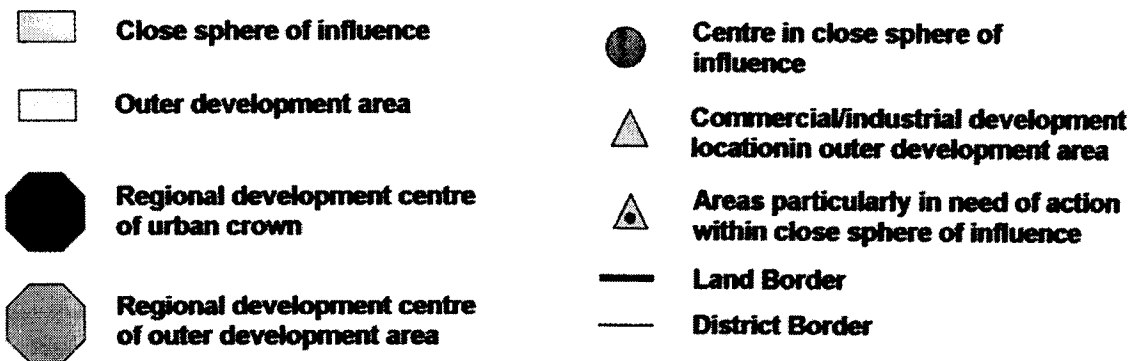 Close sphere of influence
Outer development area
Regional development centre
of urban crown
Regional development centre
of outer development area
Centre in close sphere of
influence
Commercial/industrial development
locationin outer development area
Areas particularly in need of action
within close sphere of influence
Land Border
District Border